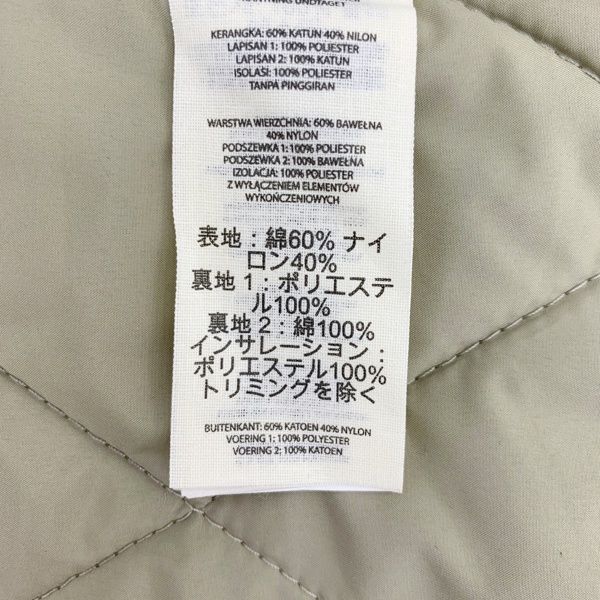 UNDTAGET
KERANGKA: 60% KATUN 40% NILON
LAPISAN 1: 100% POLIESTER
LAPISAN 2: 100% KATUN
ISOLASI: 100% POLIESTER
TANPA PINGGIRAN
WARSTWA WIERZCHNIA: 60% BAWEŁNA
40% NYLON
PODSZEWKA 1: 100% POLIESTER
PODSZEWKA 2: 100% BAWEŁNA
IZOLACJA: 100% POLIESTER
Z WYŁĄCZENIEM ELEMENTÓW
WYKOŃCZENIOWYCH
表地：綿60% ナイ
ロン40%
裏地 1：ポリエステ
ル100%
裏地 2：綿100%
インサレーション：
ポリエステル100%
トリミングを除く
BUITENKANT: 60% KATOEN 40% NYLON
VOERING 1: 100% POLYESTER
VOERING 2: 100% KATOEN